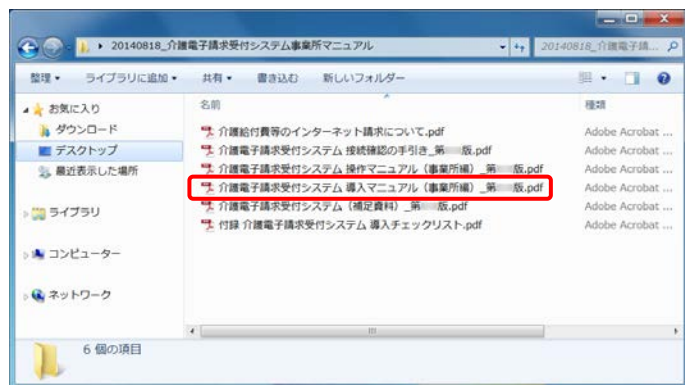 20140818_介護電子請求受付システム事業所マニュアル
20140818_介護電子請...
整理 ライブラリに追加 共有 書き込む 新しいフォルダー
お気に入り
ダウンロード
デスクトップ
最近表示した場所
ライブラリ
コンピューター
ネットワーク
名前 種類
介護給付費等のインターネット請求について.pdf Adobe Acrobat ...
介護電子請求受付システム 接続確認の手引き_第 版.pdf Adobe Acrobat ...
介護電子請求受付システム 操作マニュアル（事業所編）_第 版.pdf Adobe Acrobat ...
介護電子請求受付システム 導入マニュアル（事業所編）_第 版.pdf Adobe Acrobat ...
介護電子請求受付システム（補足資料）_第 版.pdf Adobe Acrobat ...
付録 介護電子請求受付システム 導入チェックリスト.pdf Adobe Acrobat ...
6 個の項目